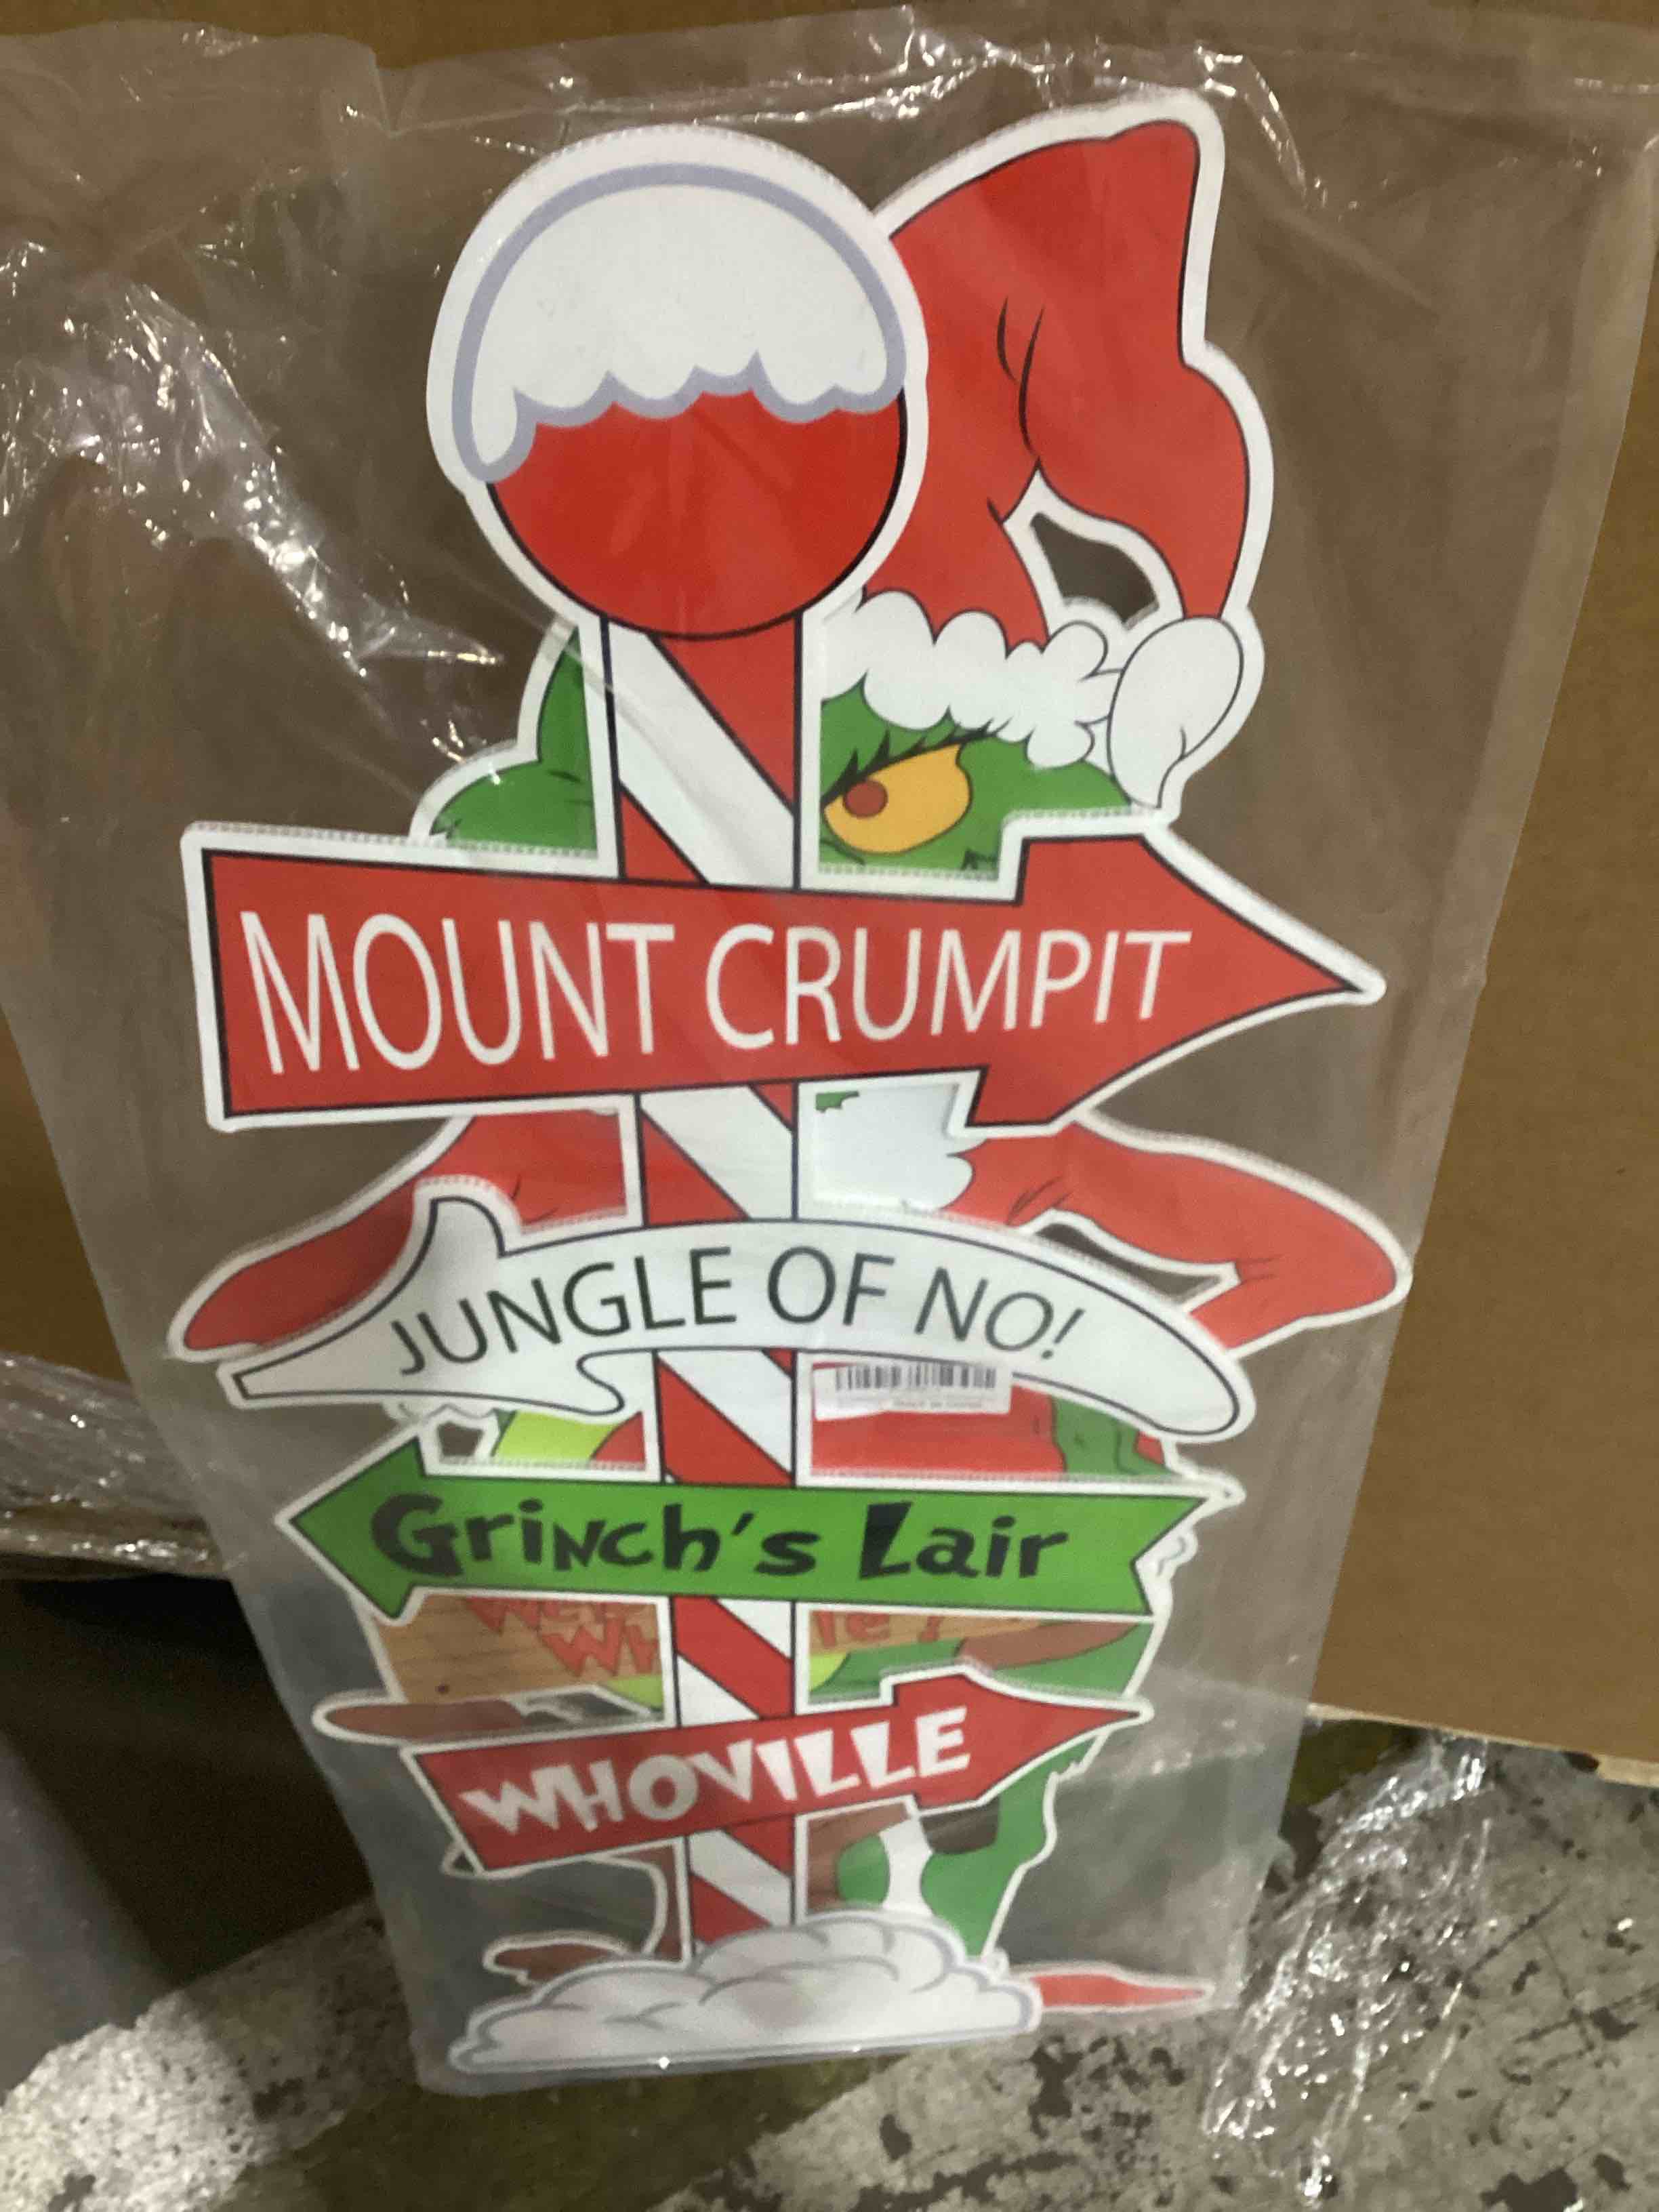 MOUNT CRUMPIT
JUNGLE OF NO!
Grinch's Lair
WHOVILLE